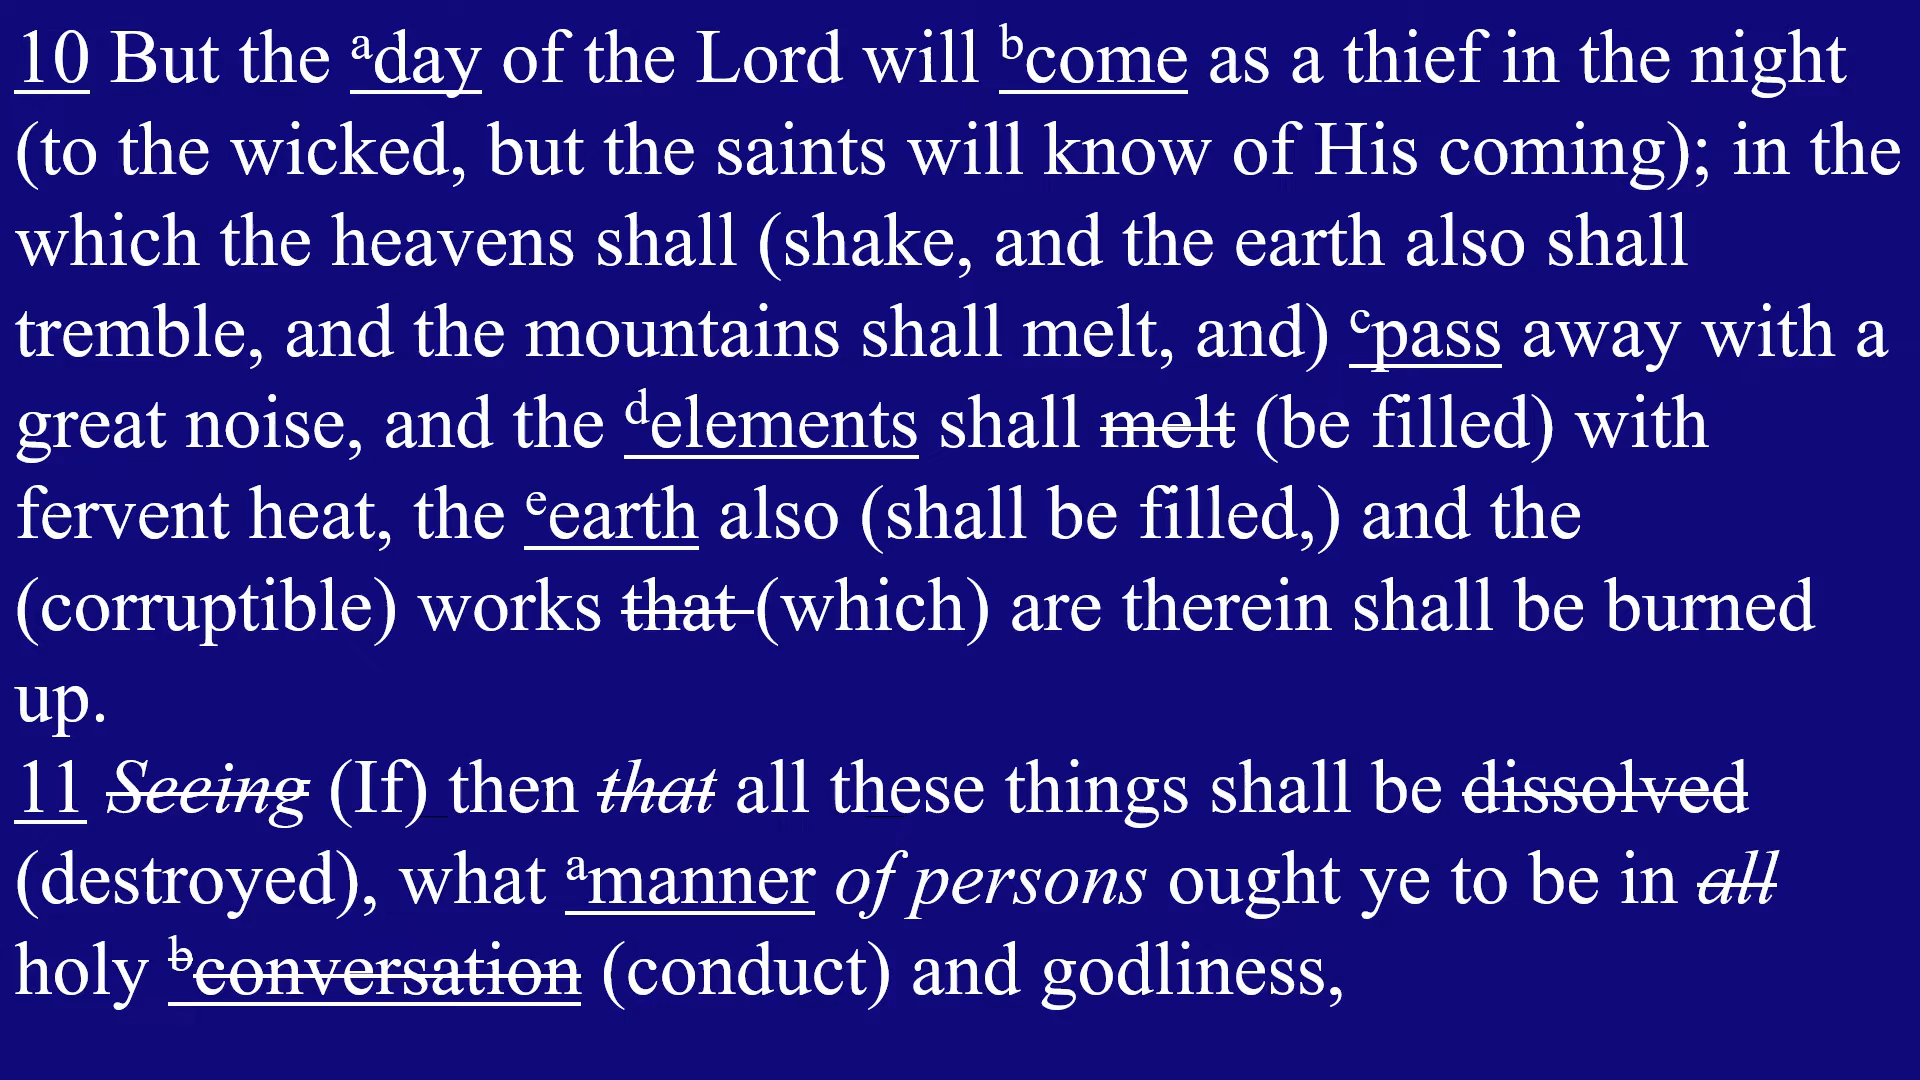 10 But the ᵃday of the Lord will ᵇcome as a thief in the night
(to the wicked, but the saints will know of His coming); in the
which the heavens shall (shake, and the earth also shall
tremble, and the mountains shall melt, and) ᶜpass away with a
great noise, and the ᵈelements shall melt (be filled) with
fervent heat, the ᵉearth also (shall be filled,) and the
(corruptible) works that (which) are therein shall be burned
up.
11 Seeing (If) then that all these things shall be dissolved
(destroyed), what ᵃmanner of persons ought ye to be in all
holy ᵇconversation (conduct) and godliness,